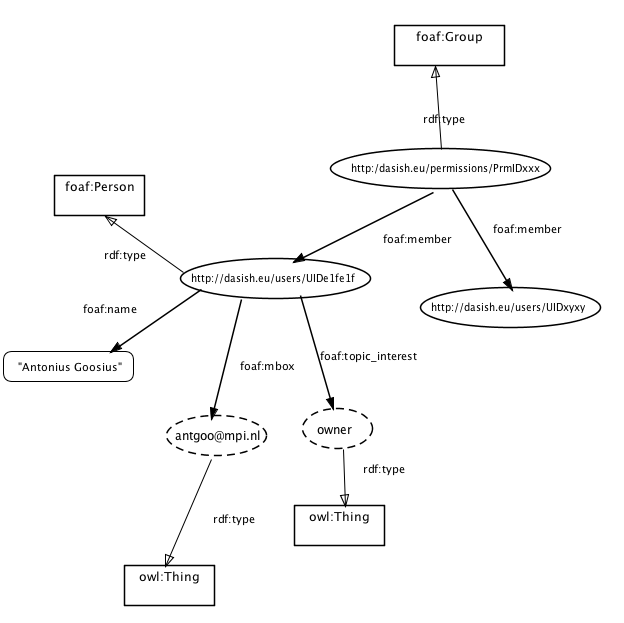 foaf:Group
rdf:type
http:/dasish.eu/permissions/PrmIDxxx
foaf:Person
foaf:member
foaf:member
rdf:type
http://dasish.eu/users/UIDe1fe1f
foaf:name
http://dasish.eu/users/UIDxyxy
"Antonius Goosius"
foaf:mbox
foaf:topic_interest
antgoo@mpi.nl
owner
rdf:type
rdf:type
owl:Thing
owl:Thing